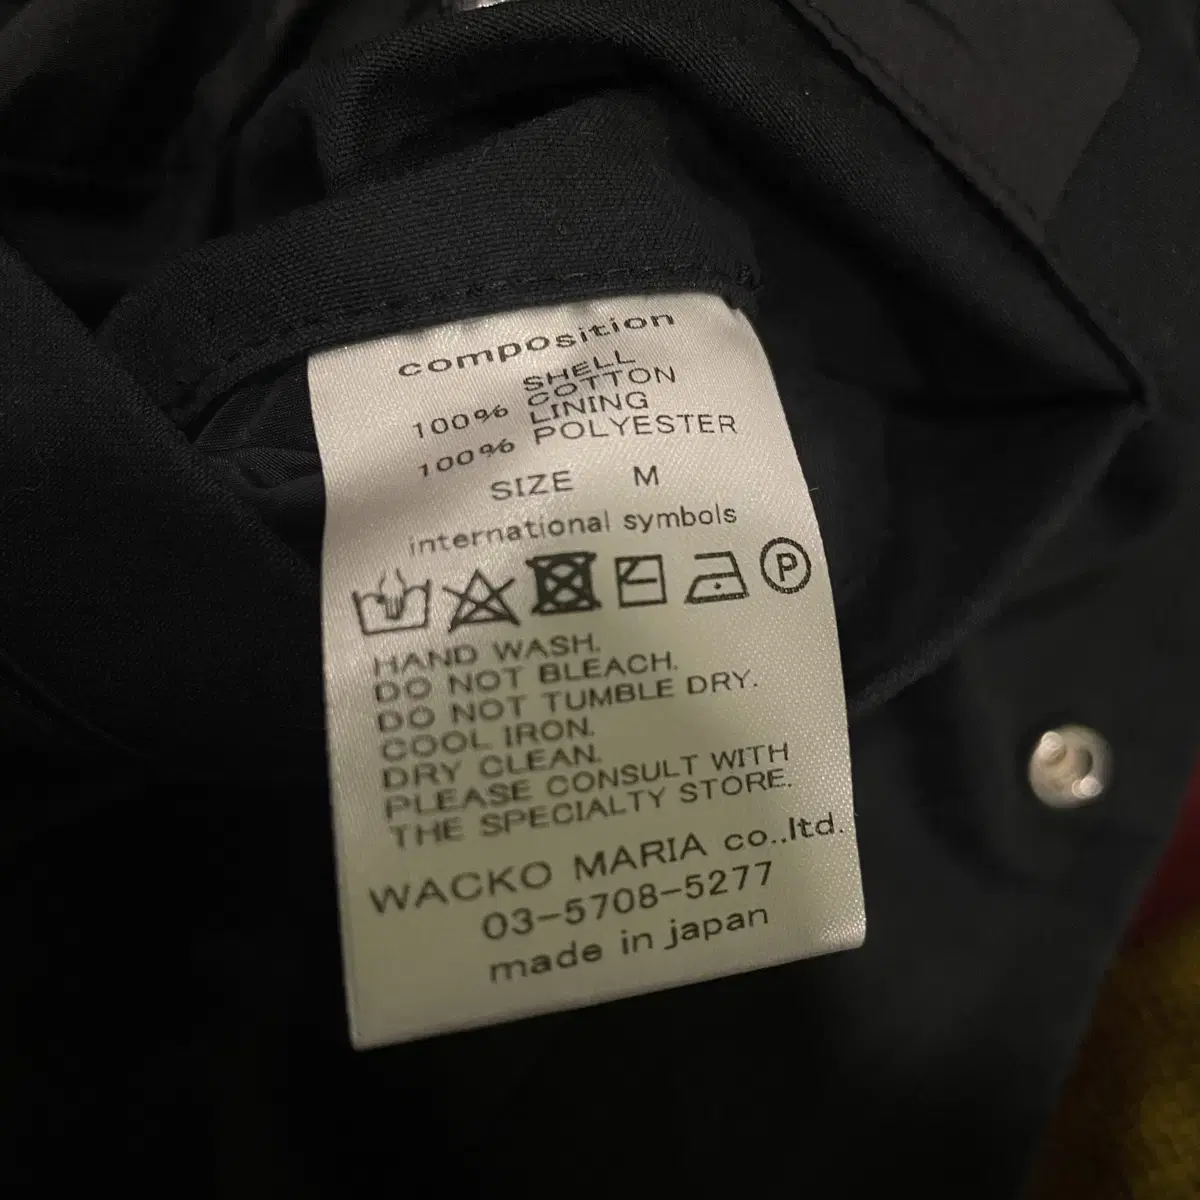 composition
SHELL
100% COTTON
LINING
100% POLYESTER
SIZE M
international symbols
P
HAND WASH.
DO NOT BLEACH.
DO NOT TUMBLE DRY.
COOL IRON.
DRY CLEAN.
PLEASE CONSULT WITH
THE SPECIALTY STORE.
WACKO MARIA co.,ltd.
03-5708-5277
made in japan